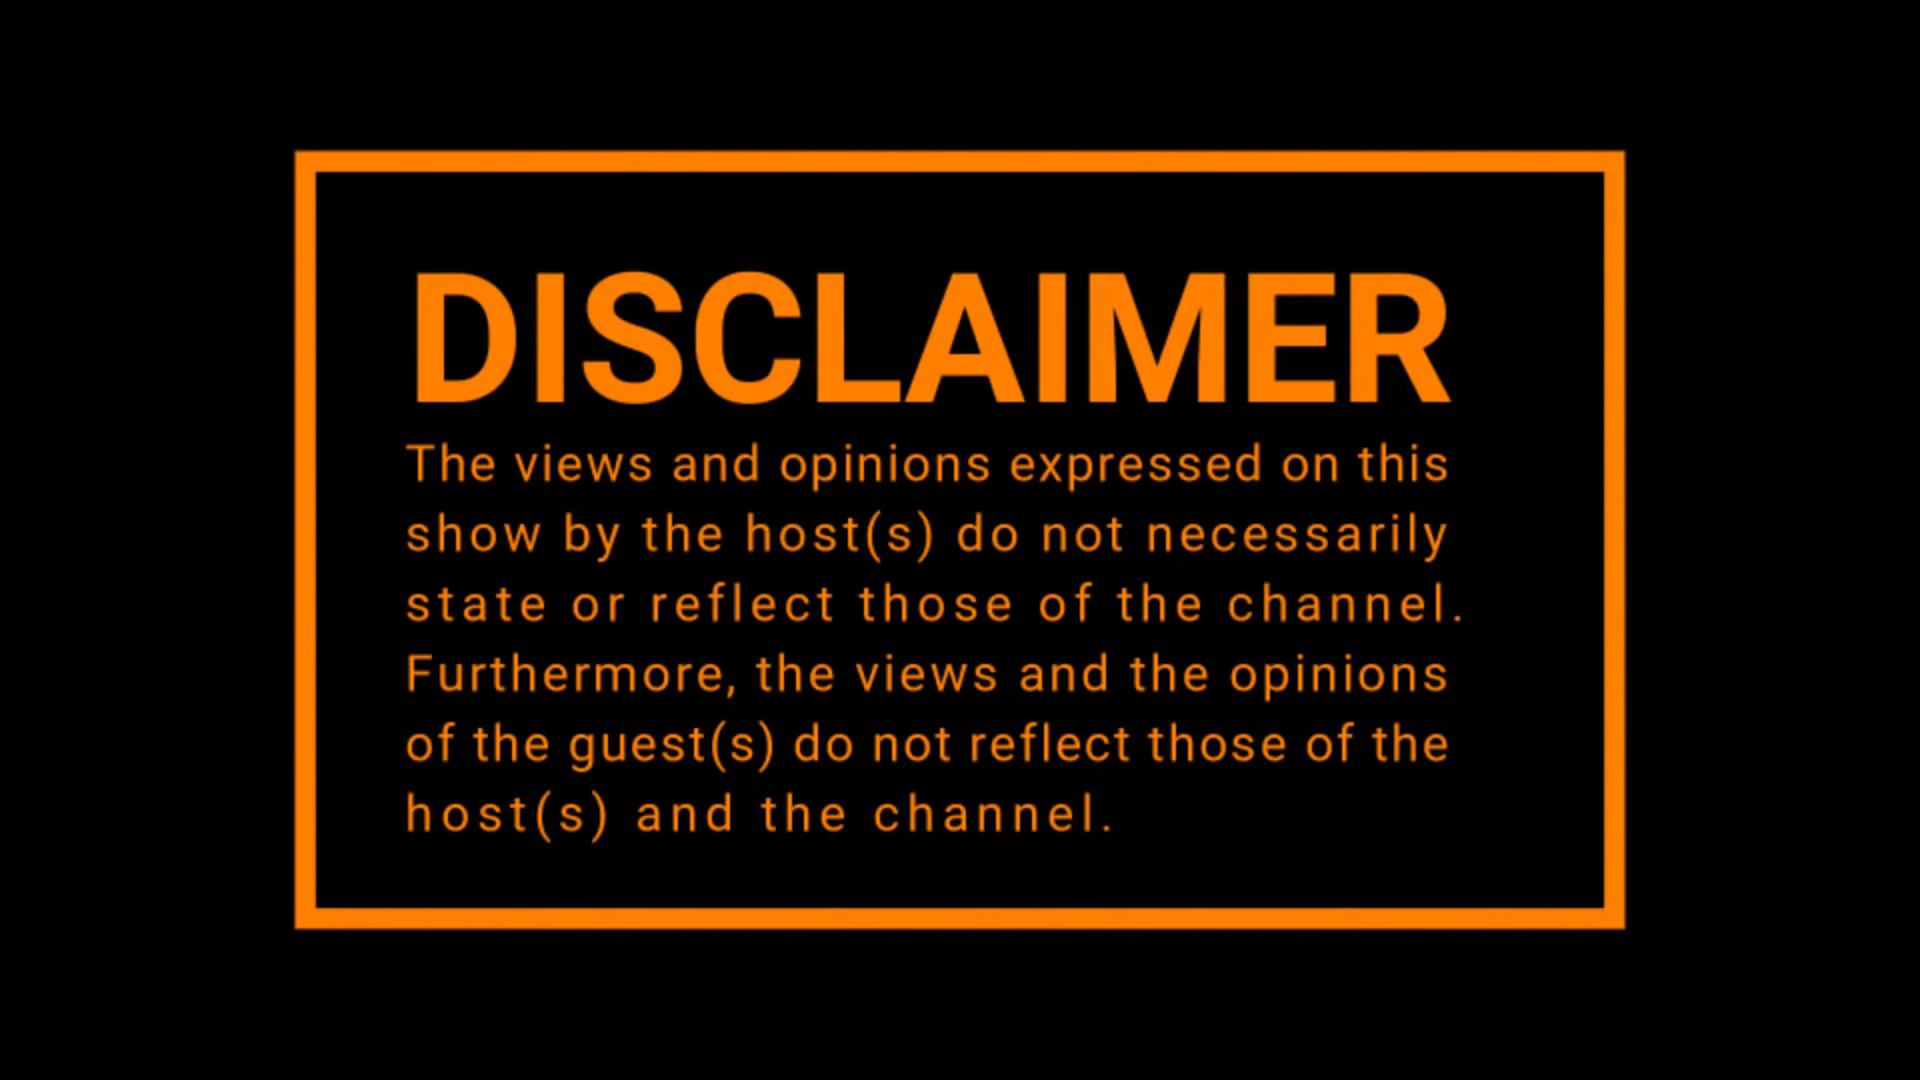 DISCLAIMER
The views and opinions expressed on this
show by the host(s) do not necessarily
state or reflect those of the channel.
Furthermore, the views and the opinions
of the guest(s) do not reflect those of the
host(s) and the channel.